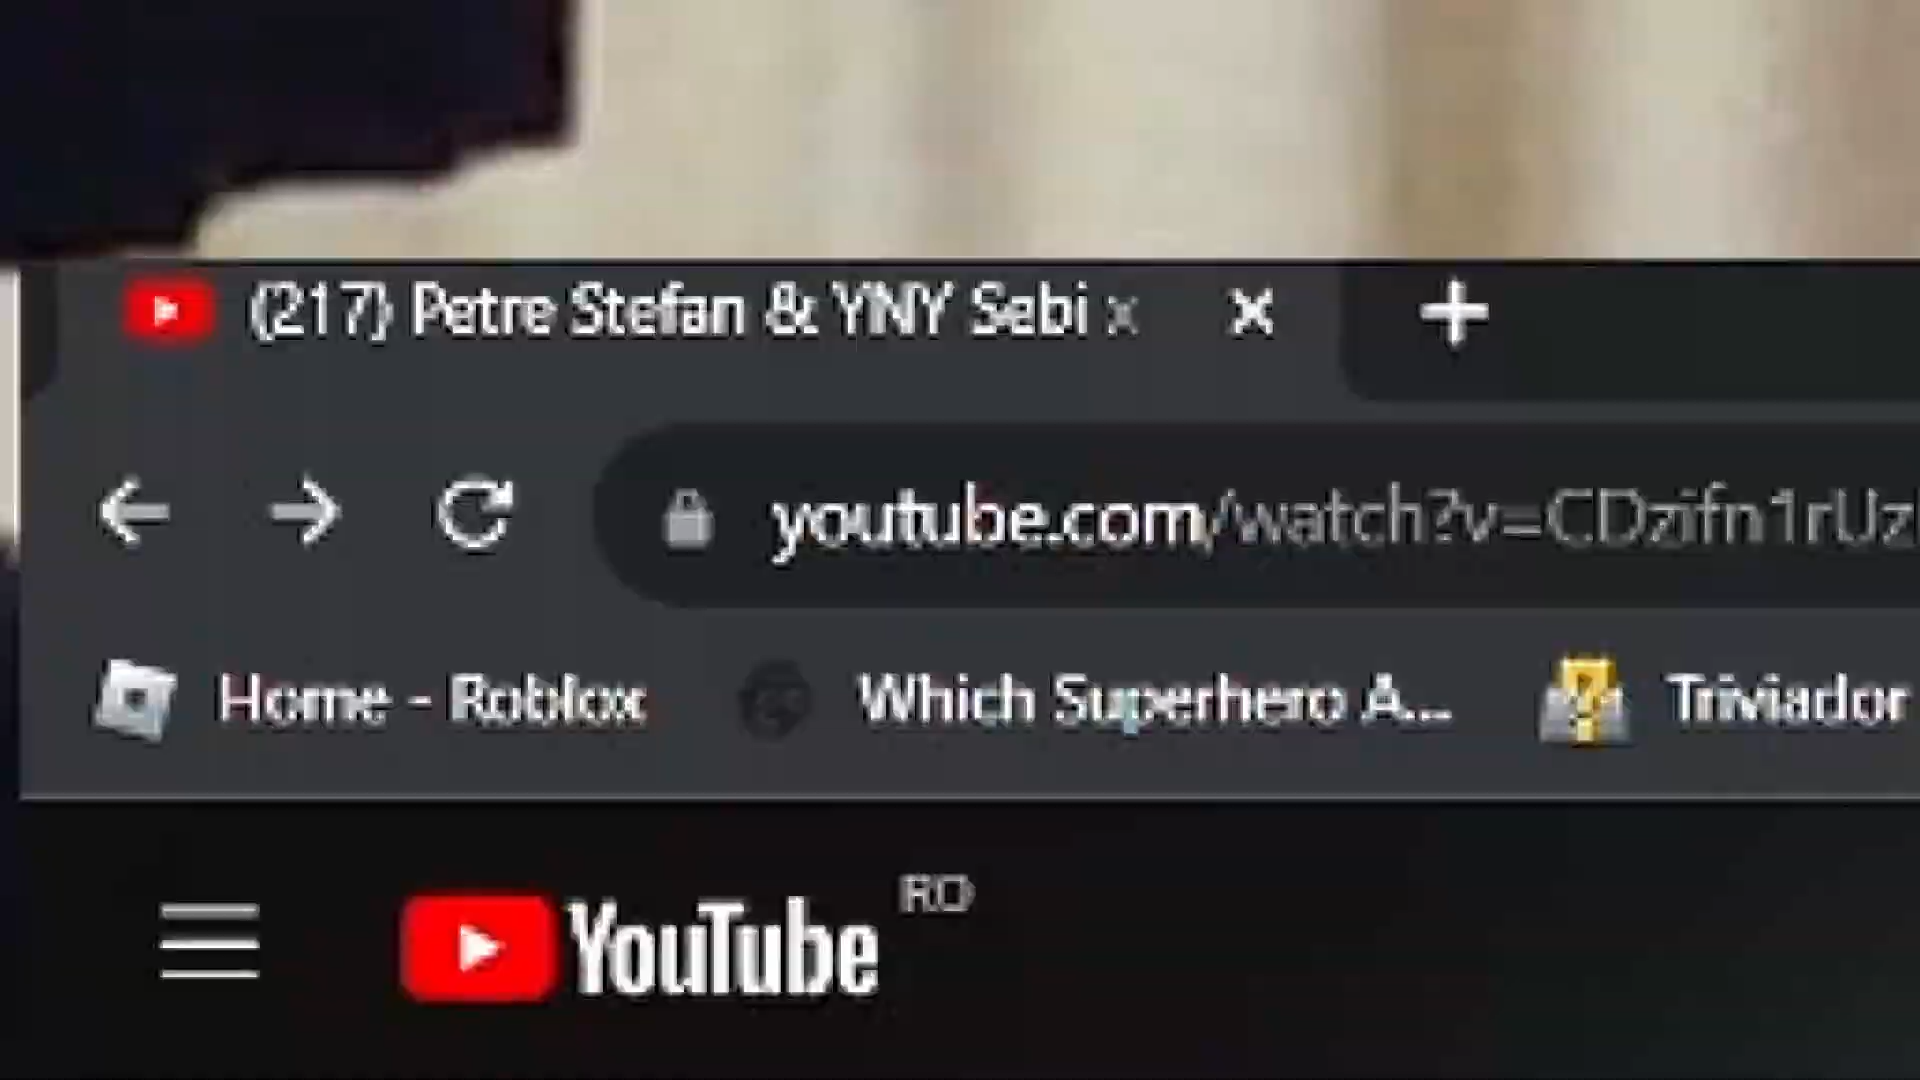 (217) Petre Stefan & YNY Sebi x
youtube.com/watch?v=CDzifn1rUz
Home - Roblox Which Superhero A... Triviador
YouTube RO